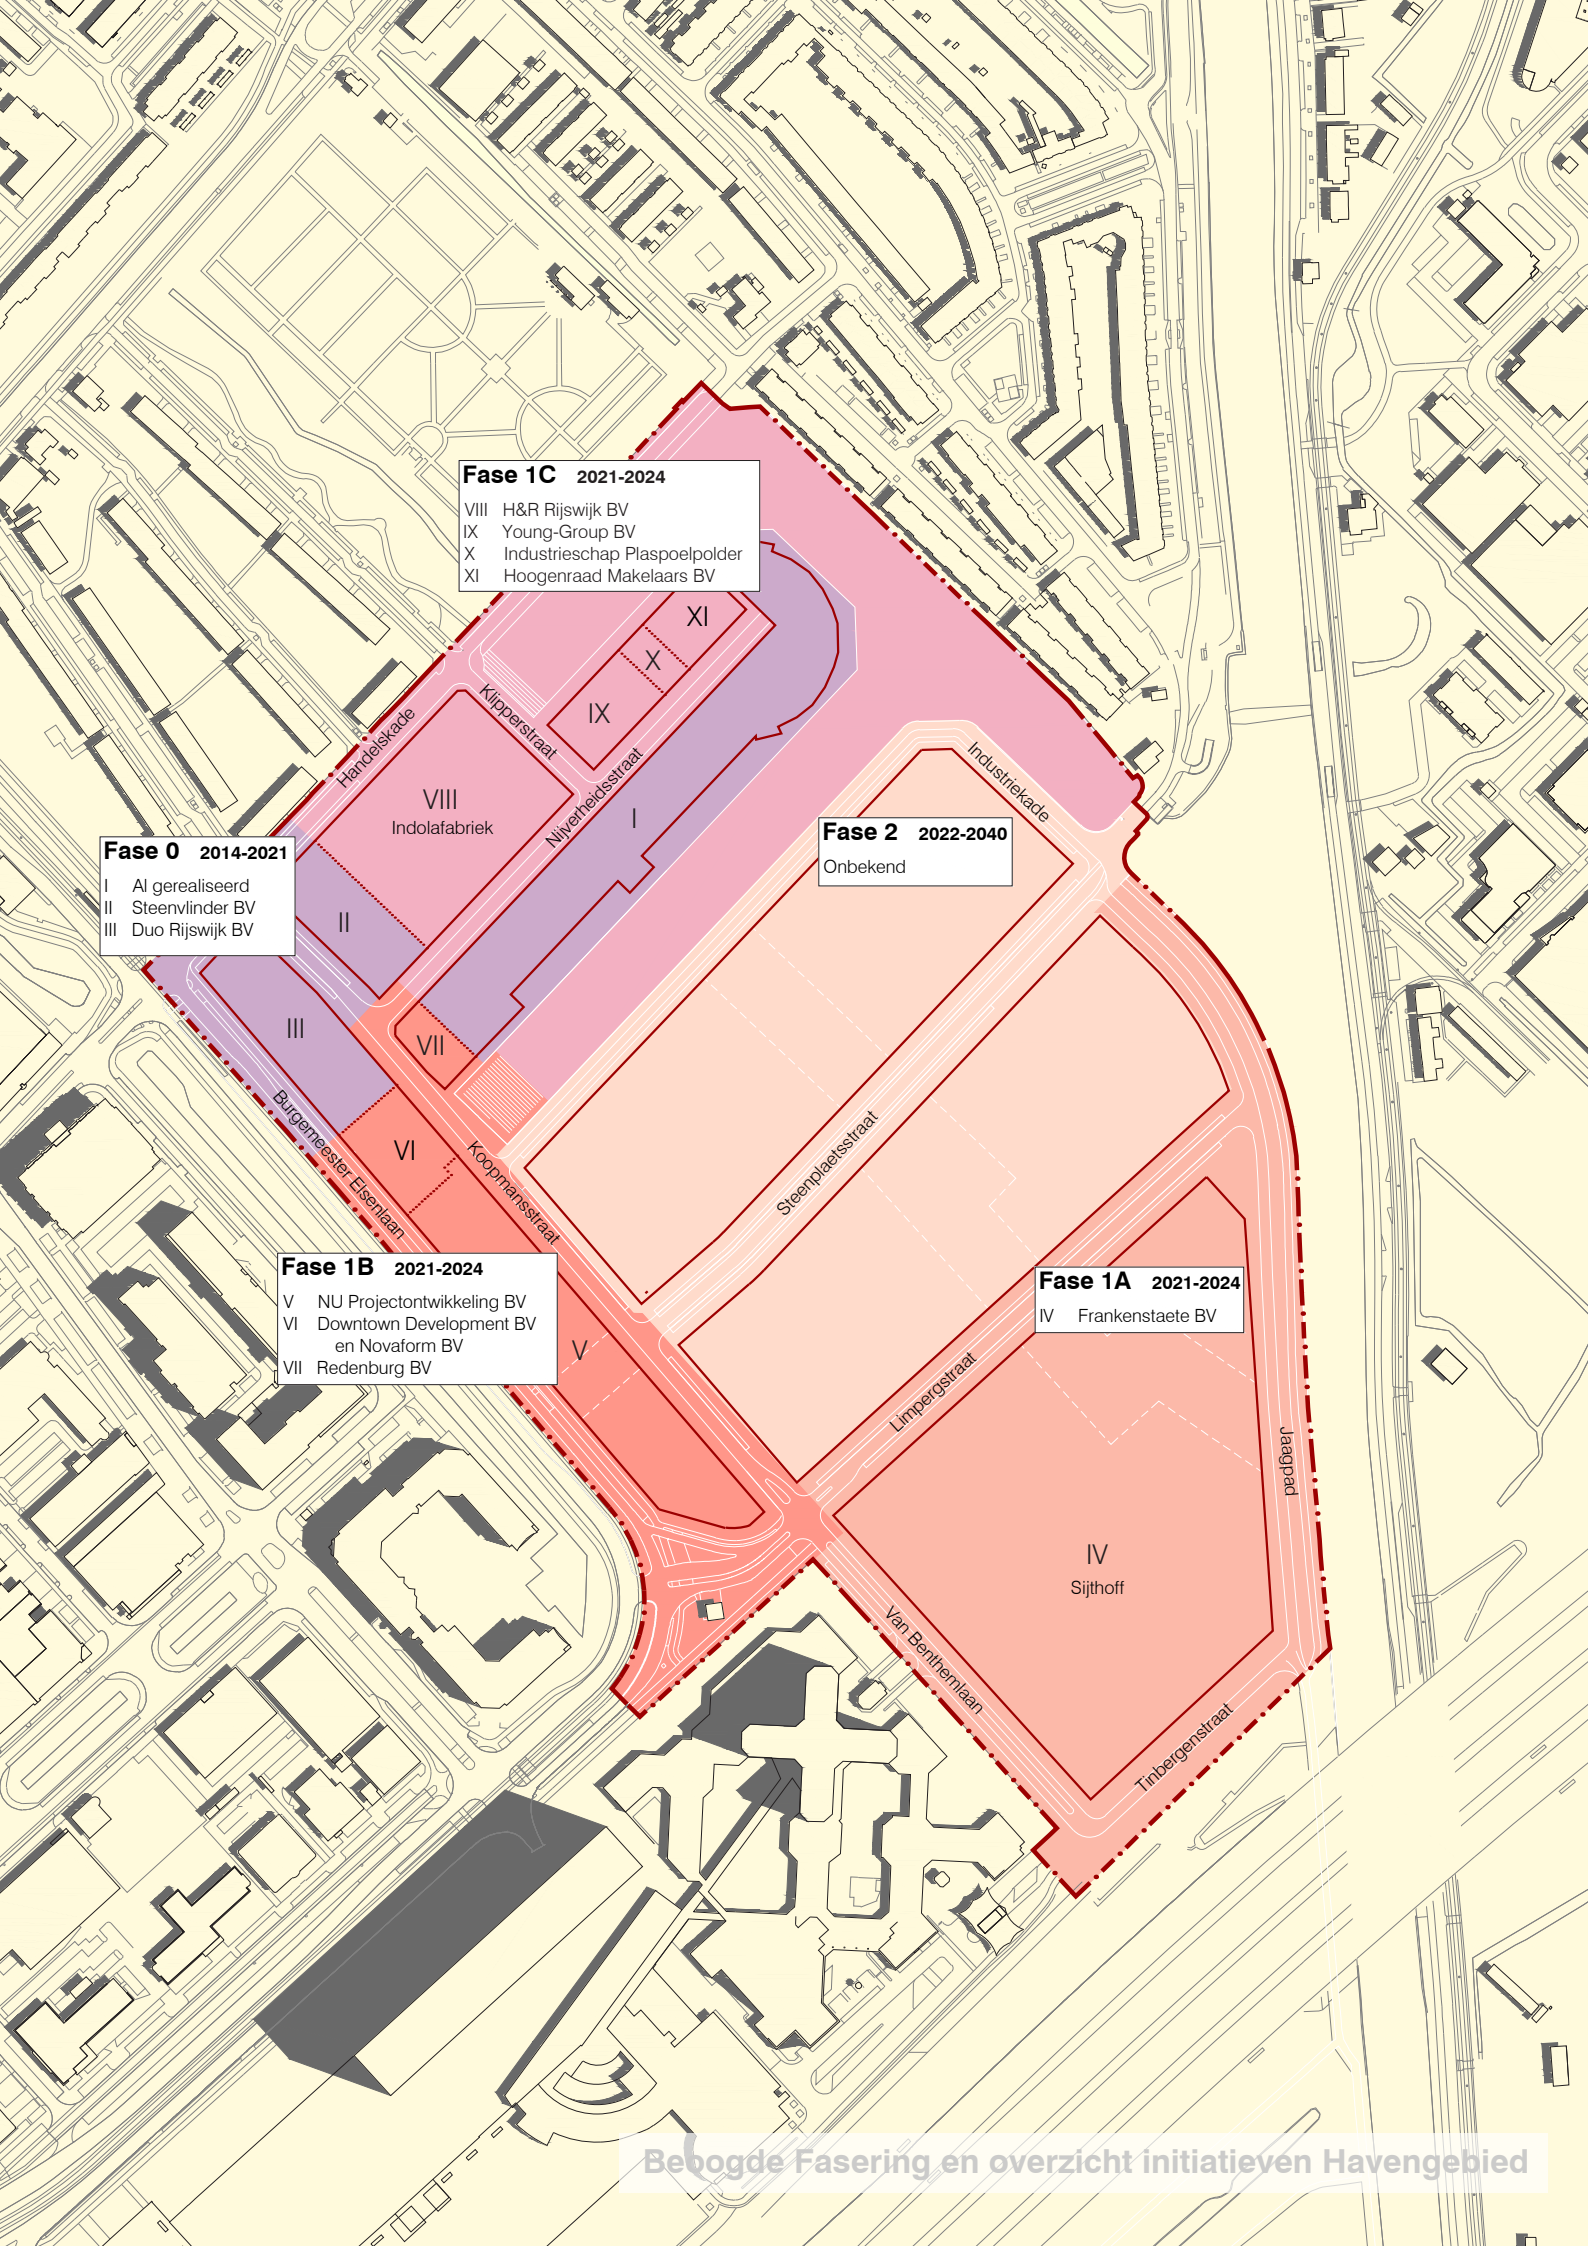 Fase 1C 2021-2024
VIII H&R Rijswijk BV
IX Young-Group BV
X Industrieschap Plaspoelpolder
XI Hoogenraad Makelaars BV
XI
X
IX
Klipperstraat
Handelskade
Nijverheidsstraat
VIII
Indolafabriek
I
Industriekade
Fase 2 2022-2040
Onbekend
Fase 0 2014-2021
I Al gerealiseerd
II Steenvlinder BV
III Duo Rijswijk BV
II
III
VII
VI
Burgemeester Elsenlaan
Koopmansstraat
Steenplaetsstraat
Fase 1B 2021-2024
V NU Projectontwikkeling BV
VI Downtown Development BV
en Novaform BV
VII Redenburg BV
V
Fase 1A 2021-2024
IV Frankenstaete BV
Limpergstraat
Jaagpad
IV
Sijthoff
Van Benthemlaan
Tinbergenstraat
Beoogde Fasering en overzicht initiatieven Havengebied